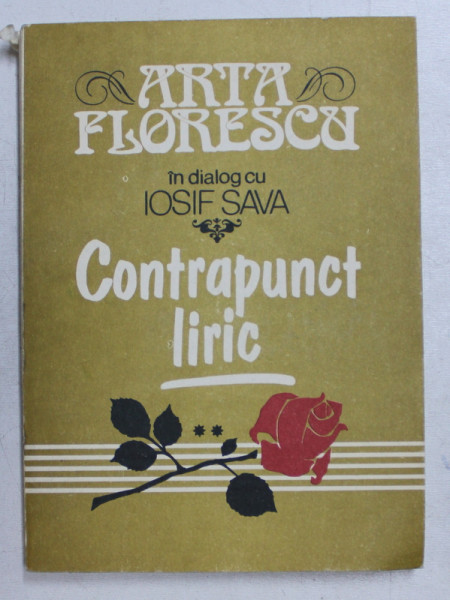 ARTA
FLORESCU
în dialog cu
IOSIF SAVA
Contrapunct
liric
**